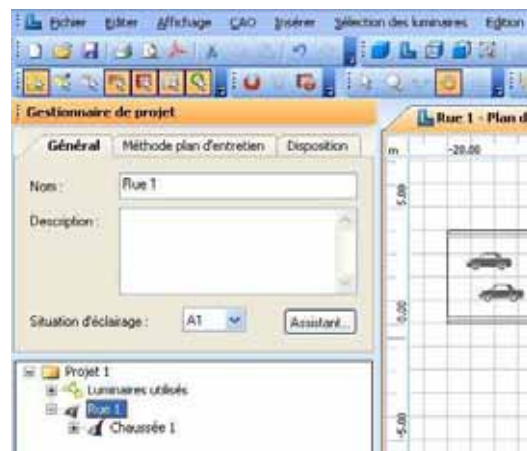 Fichier Editer Affichage CAO Insérer Sélection des luminaires Edition
Gestionnaire de projet
Général Méthode plan d'entretien Disposition
Nom : Rue 1
Description :
Situation d'éclairage : A1 Assistant...
Projet 1
Luminaires utilisés
Rue 1
Chaussée 1
Rue 1 - Plan d
m -20.00
5.00
0.00
-5.00